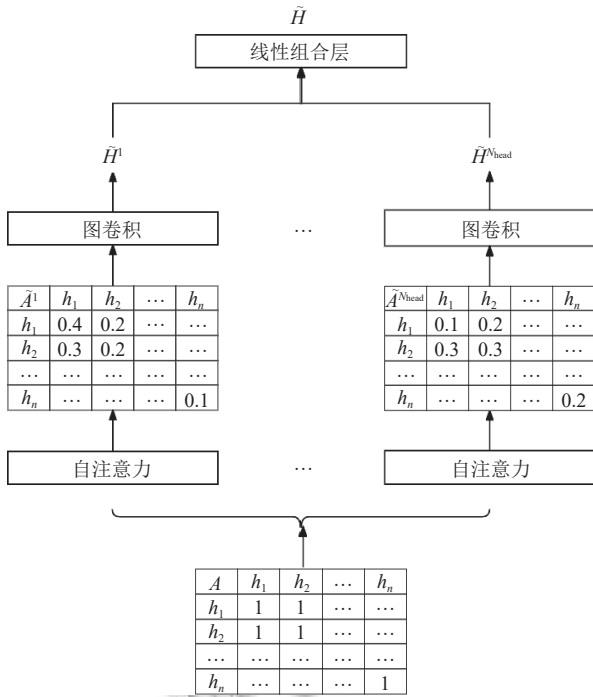 H̃
线性组合层
H̃¹ H̃^{N_head}
图卷积 … 图卷积
Ã¹ h₁ h₂ … hₙ Ã^{N_head} h₁ h₂ … hₙ
h₁ 0.4 0.2 … … h₁ 0.1 0.2 … …
h₂ 0.3 0.2 … … h₂ 0.3 0.3 … …
… … … … … … … … … …
hₙ … … … 0.1 hₙ … … … 0.2
自注意力 … 自注意力
A h₁ h₂ … hₙ
h₁ 1 1 … …
h₂ 1 1 … …
… … … … …
hₙ … … … 1